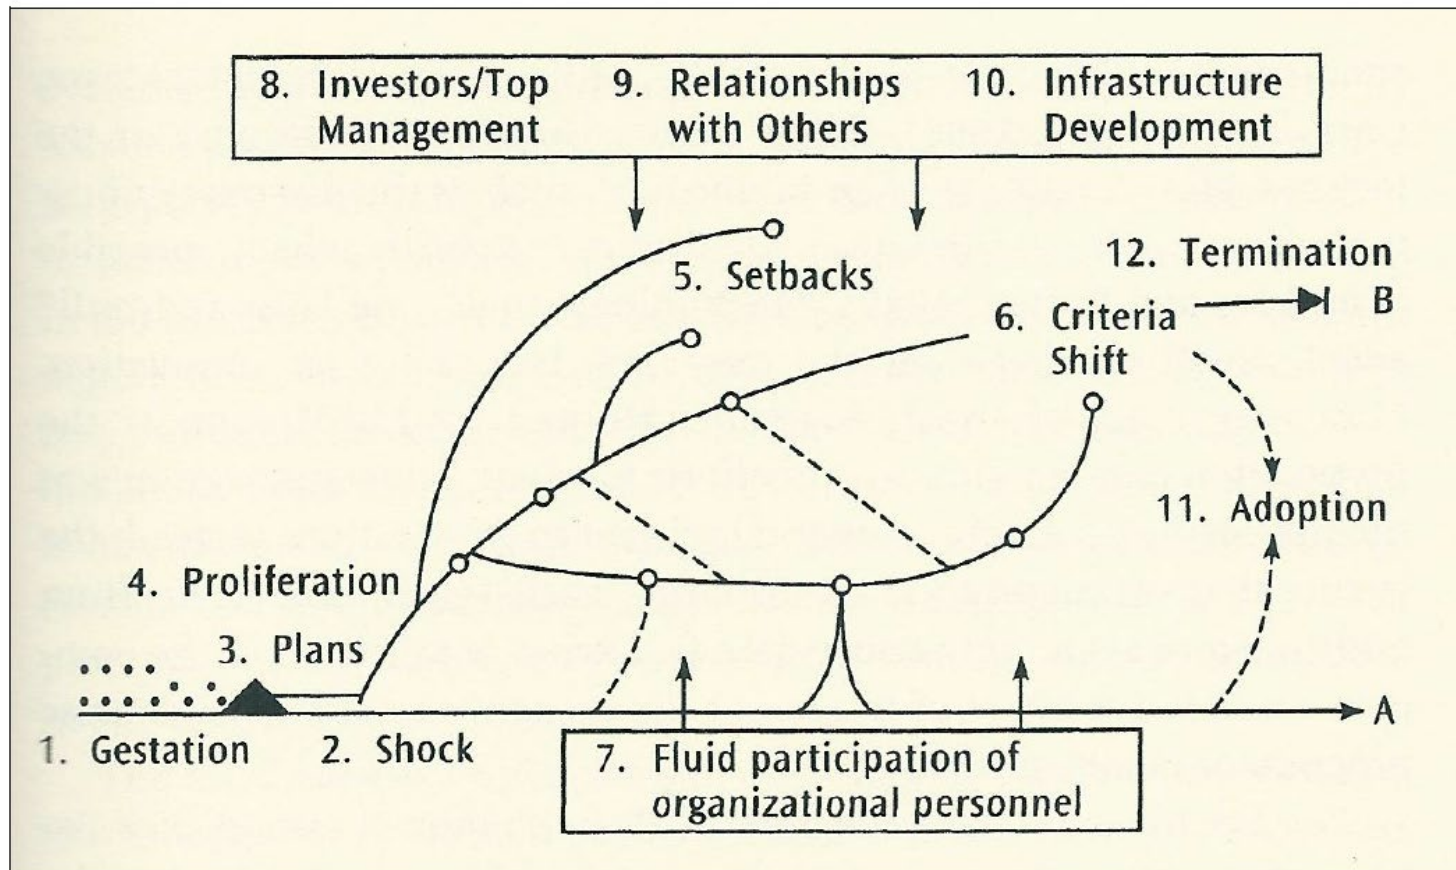 8. Investors/Top Management
9. Relationships with Others
10. Infrastructure Development
5. Setbacks
12. Termination
B
6. Criteria Shift
11. Adoption
4. Proliferation
3. Plans
A
1. Gestation
2. Shock
7. Fluid participation of
organizational personnel